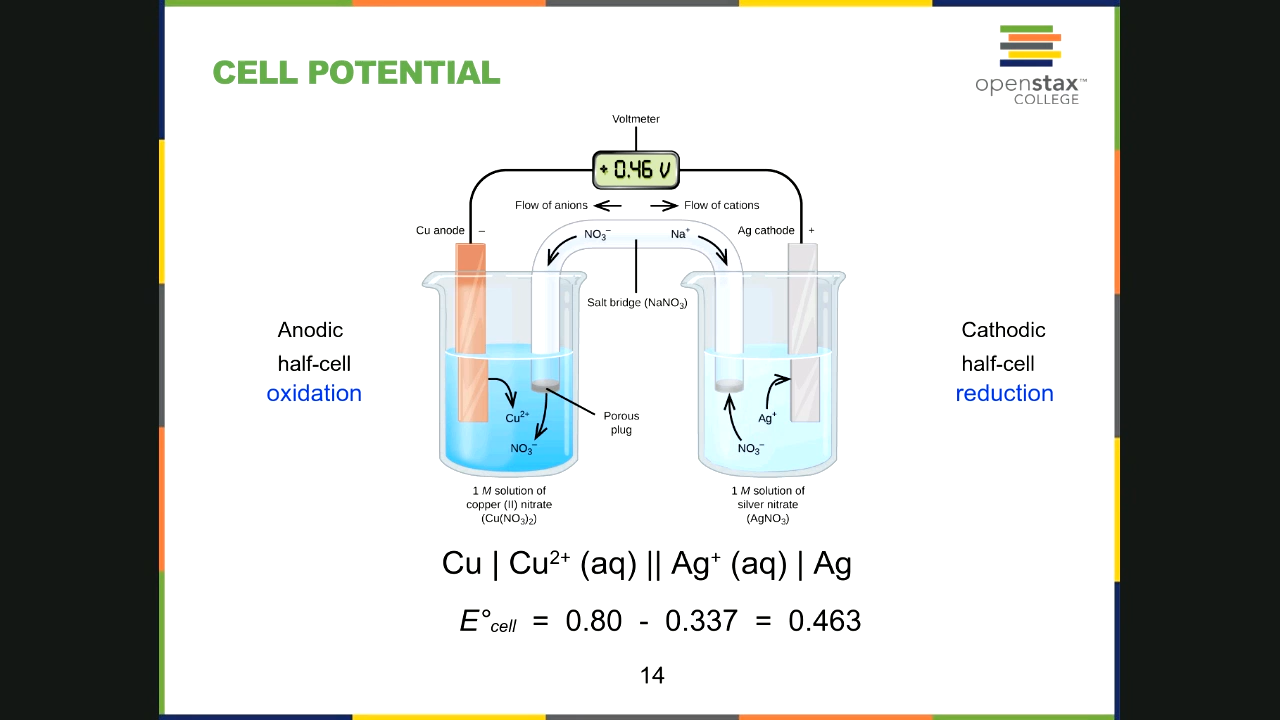 CELL POTENTIAL
openstax™
COLLEGE
Voltmeter
+ 0.46 V
Flow of anions
Flow of cations
Cu anode
–
Ag cathode
+
NO₃⁻
Na⁺
Salt bridge (NaNO₃)
Anodic
half-cell
oxidation
Cathodic
half-cell
reduction
Cu²⁺
NO₃⁻
Porous
plug
Ag⁺
NO₃⁻
1 M solution of
copper (II) nitrate
(Cu(NO₃)₂)
1 M solution of
silver nitrate
(AgNO₃)
Cu | Cu²⁺ (aq) || Ag⁺ (aq) | Ag
E°cell = 0.80 - 0.337 = 0.463
14